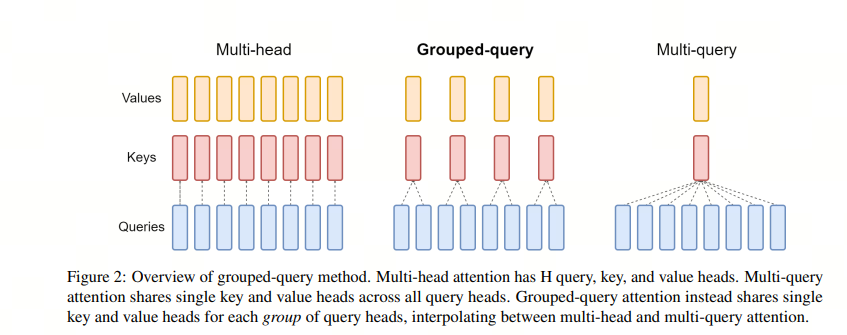 Multi-head Grouped-query Multi-query
Values
Keys
Queries
Figure 2: Overview of grouped-query method. Multi-head attention has H query, key, and value heads. Multi-query
attention shares single key and value heads across all query heads. Grouped-query attention instead shares single
key and value heads for each group of query heads, interpolating between multi-head and multi-query attention.